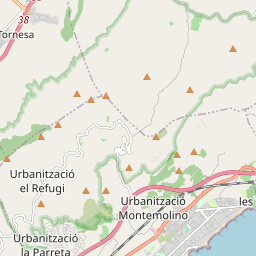 38
Tornesa
Urbanització
el Refugi
Urbanització
Montemolino
les
Urbanització
la Parreta